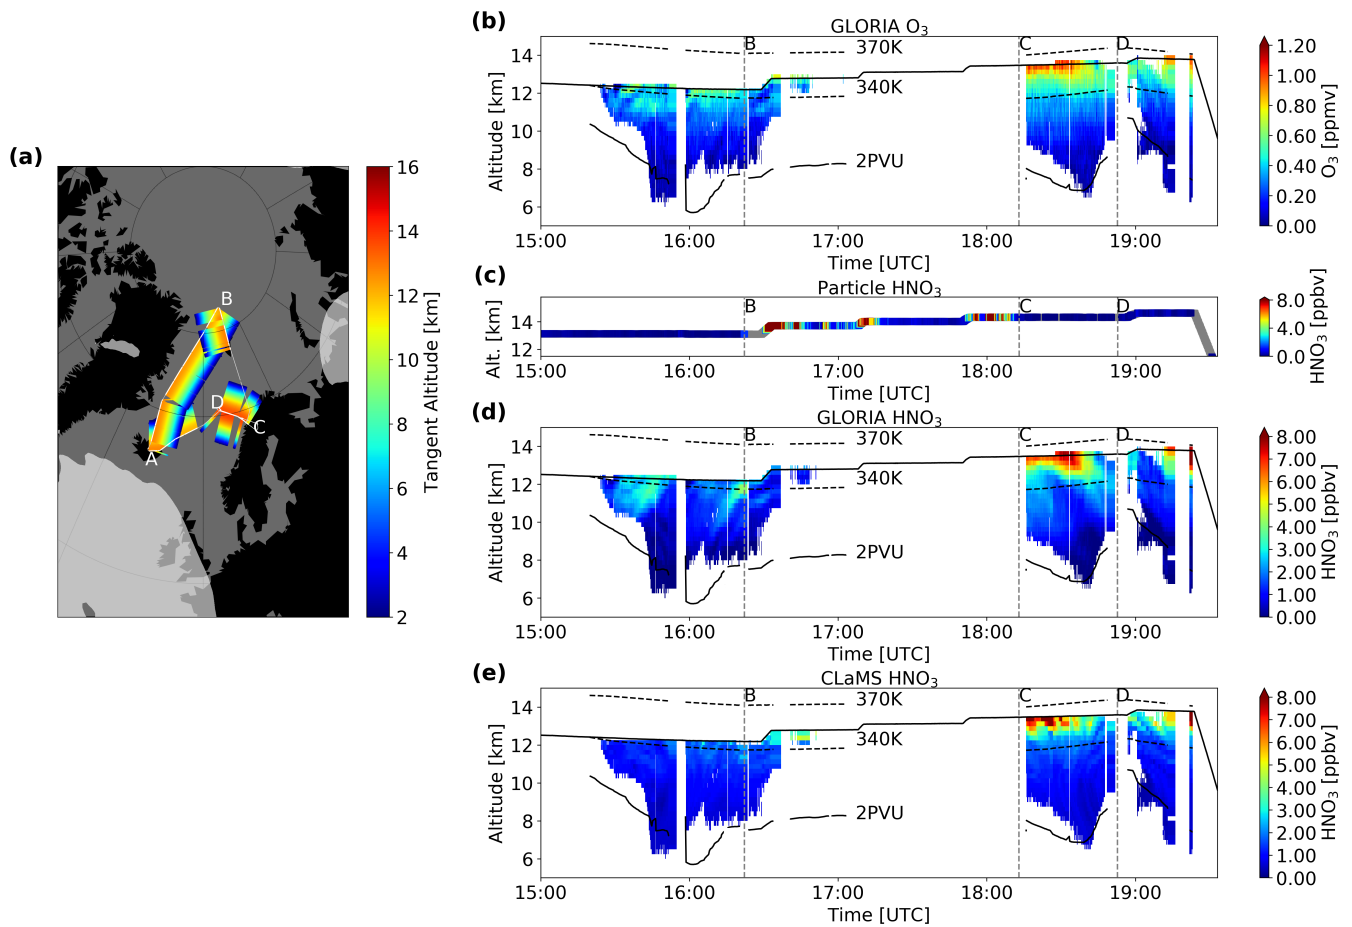 (a)
B
D
C
A
16
14
12
10
8
6
4
2
Tangent Altitude [km]
(b)
GLORIA O₃
B
C
D
370K
340K
2PVU
14
12
10
8
6
Altitude [km]
15:00 16:00 17:00 18:00 19:00
Time [UTC]
1.20
1.00
0.80
0.60
0.40
0.20
0.00
O₃ [ppmv]
(c)
Particle HNO₃
B
C
D
14
12
Alt. [km]
15:00 16:00 17:00 18:00 19:00
Time [UTC]
8.0
4.0
0.0
HNO₃ [ppbv]
(d)
GLORIA HNO₃
B
C
D
370K
340K
2PVU
14
12
10
8
6
Altitude [km]
15:00 16:00 17:00 18:00 19:00
Time [UTC]
8.00
7.00
6.00
5.00
4.00
3.00
2.00
1.00
0.00
HNO₃ [ppbv]
(e)
CLaMS HNO₃
B
C
D
370K
340K
2PVU
14
12
10
8
6
Altitude [km]
15:00 16:00 17:00 18:00 19:00
Time [UTC]
8.00
7.00
6.00
5.00
4.00
3.00
2.00
1.00
0.00
HNO₃ [ppbv]